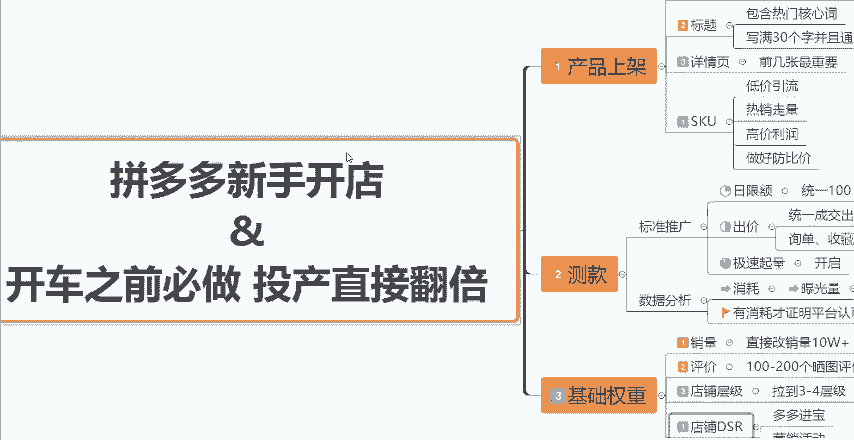 拼多多新手开店
&
开车之前必做 投产直接翻倍
1 产品上架
2 标题
包含热门核心词
写满30个字并且通
3 详情页
前几张最重要
SKU
低价引流
热销走量
高价利润
做好防比价
2 测款
标准推广
日限额
统一100
出价
统一成交出
询单、收藏
极速起量
开启
数据分析
消耗
曝光量
有消耗才证明平台认可
3 基础权重
1 销量
直接改销量10W+
2 评价
100-200个晒图评价
3 店铺层级
拉到3-4层级
店铺DSR
多多进宝
营销活动